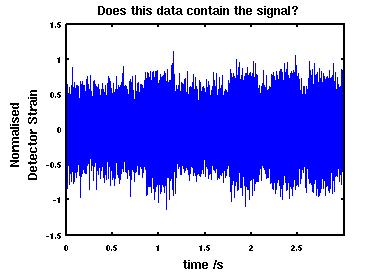 Does this data contain the signal?
1.5
1
0.5
0
-0.5
-1
-1.5
Normalised
Detector Strain
0 0.5 1 1.5 2 2.5
time /s